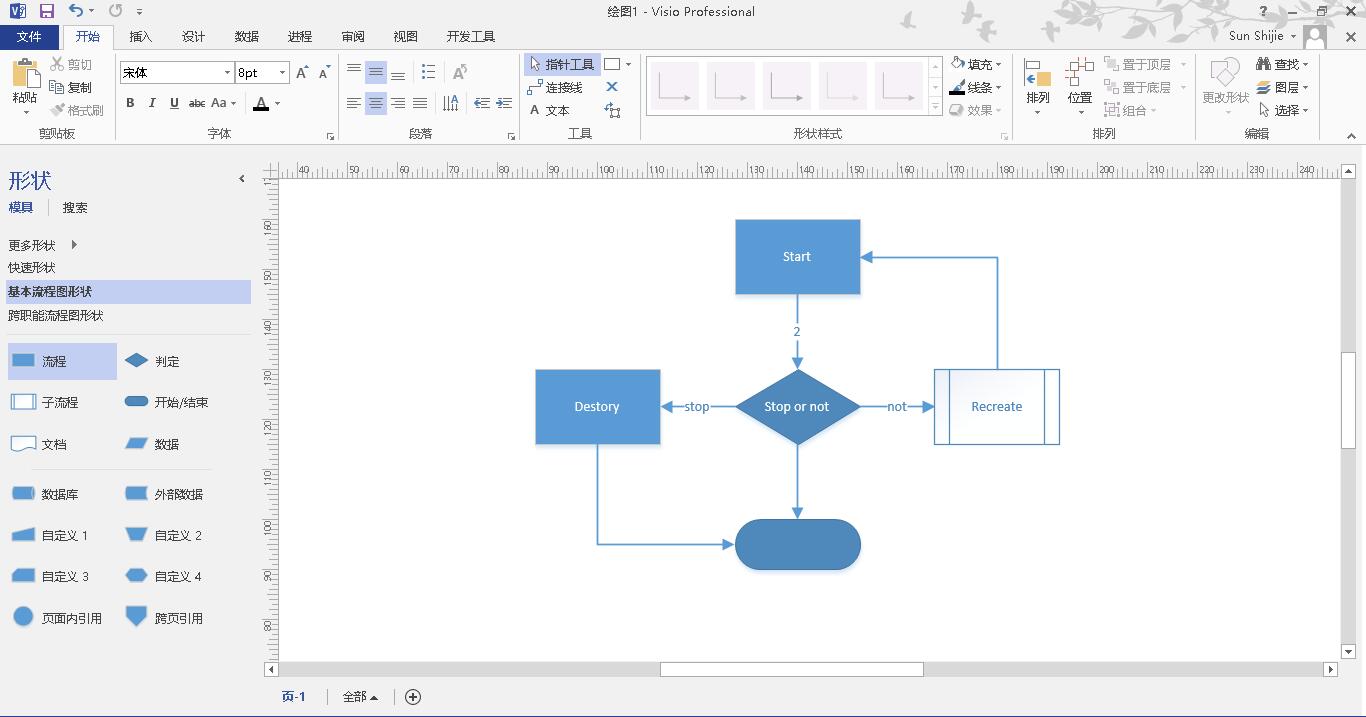 绘图1 - Visio Professional
?
文件 开始 插入 设计 数据 进程 审阅 视图 开发工具
Sun Shijie
粘贴
剪切
复制
格式刷
剪贴板
宋体 8pt A A
B I U abc Aa A
字体
段落
指针工具
连接线
A 文本
工具
形状样式
填充
线条
效果
排列
位置
置于顶层
置于底层
组合
排列
更改形状
查找
图层
选择
编辑
形状
模具 搜索
更多形状
快速形状
基本流程图形状
跨职能流程图形状
流程 判定
子流程 开始/结束
文档 数据
数据库 外部数据
自定义 1 自定义 2
自定义 3 自定义 4
页面内引用 跨页引用
40 50 60 70 80 90 100 110 120 130 140 150 160 170 180 190 200 210 220 230 240
160
150
140
130
120
110
100
90
80
Start
2
Destory
stop
Stop or not
not
Recreate
页-1 全部